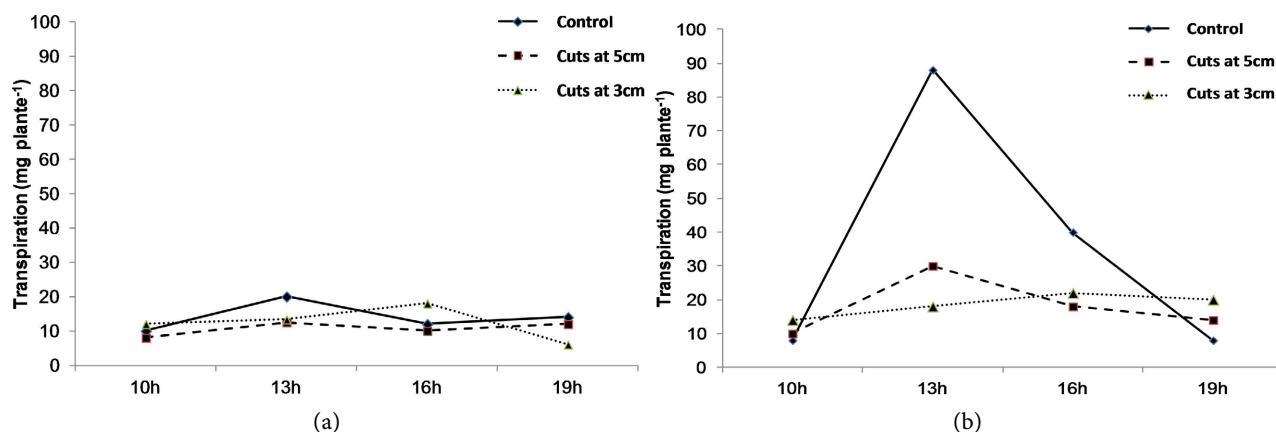 Transpiration (mg plante⁻¹)
100
90
80
70
60
50
40
30
20
10
0
10h 13h 16h 19h
Control
Cuts at 5cm
Cuts at 3cm
(a)
Transpiration (mg plante⁻¹)
100
90
80
70
60
50
40
30
20
10
0
10h 13h 16h 19h
Control
Cuts at 5cm
Cuts at 3cm
(b)